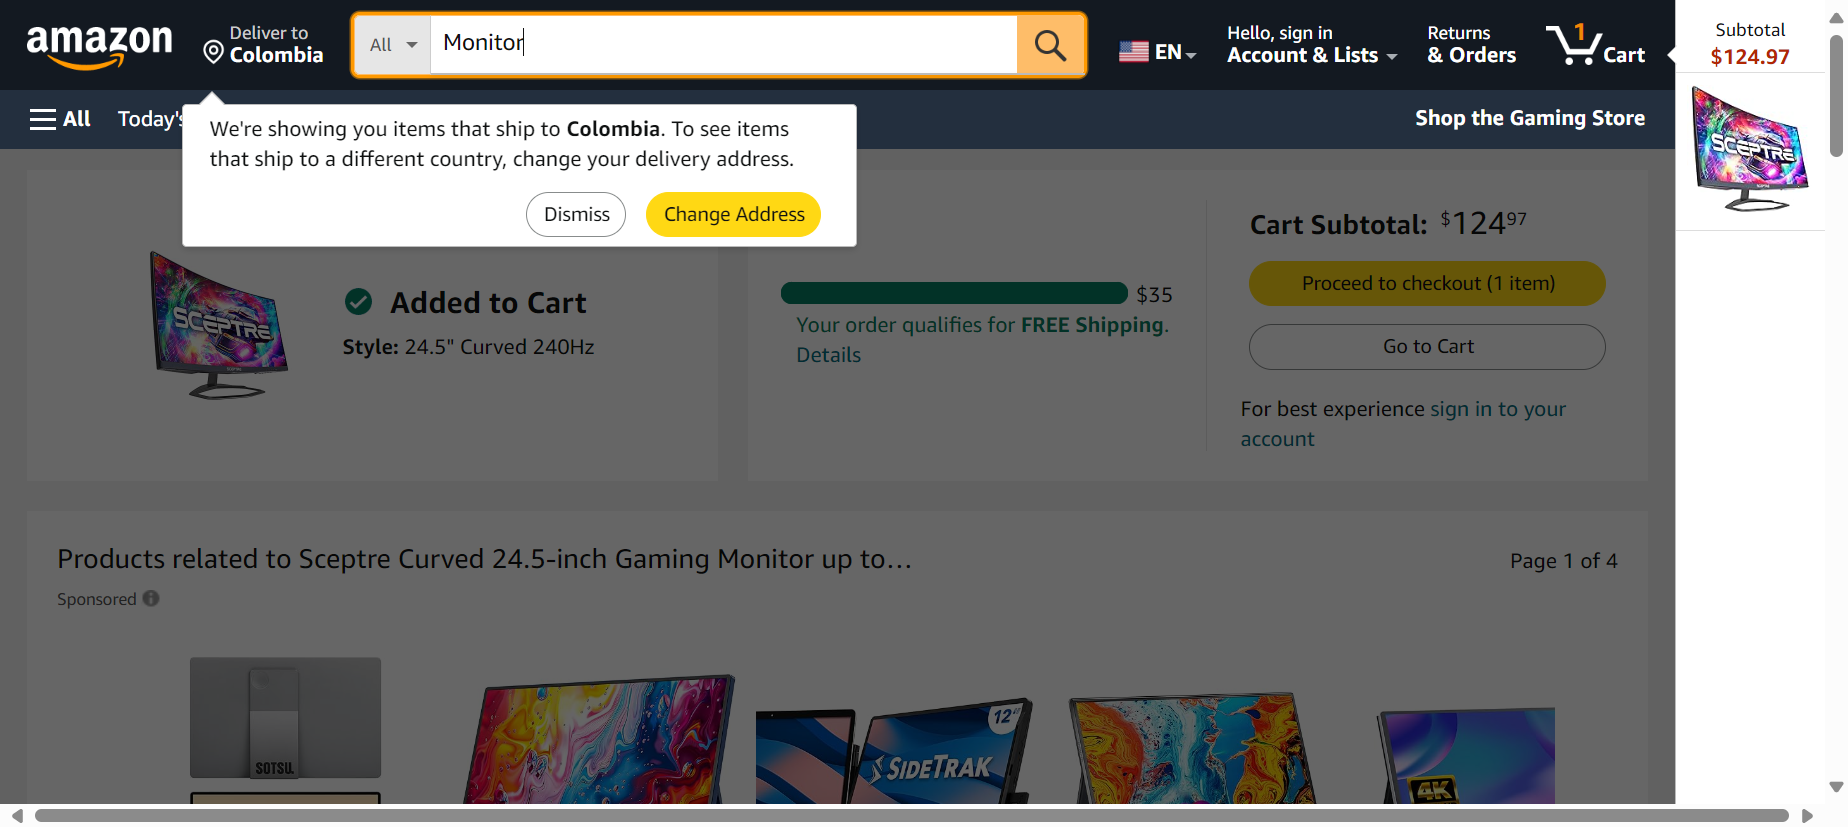 amazon
Deliver to
Colombia
All
Monitor
EN
Hello, sign in
Account & Lists
Returns
& Orders
1
Cart
Subtotal
$124.97
All
Today's
Shop the Gaming Store
We're showing you items that ship to Colombia. To see items
that ship to a different country, change your delivery address.
Dismiss
Change Address
SCEPTRE
SCEPTRE
Added to Cart
Style: 24.5" Curved 240Hz
$35
Your order qualifies for FREE Shipping.
Details
Cart Subtotal: $124 97
Proceed to checkout (1 item)
Go to Cart
For best experience sign in to your
account
Products related to Sceptre Curved 24.5-inch Gaming Monitor up to…
Page 1 of 4
Sponsored
SOTSU
12"
SIDETRAK
4K